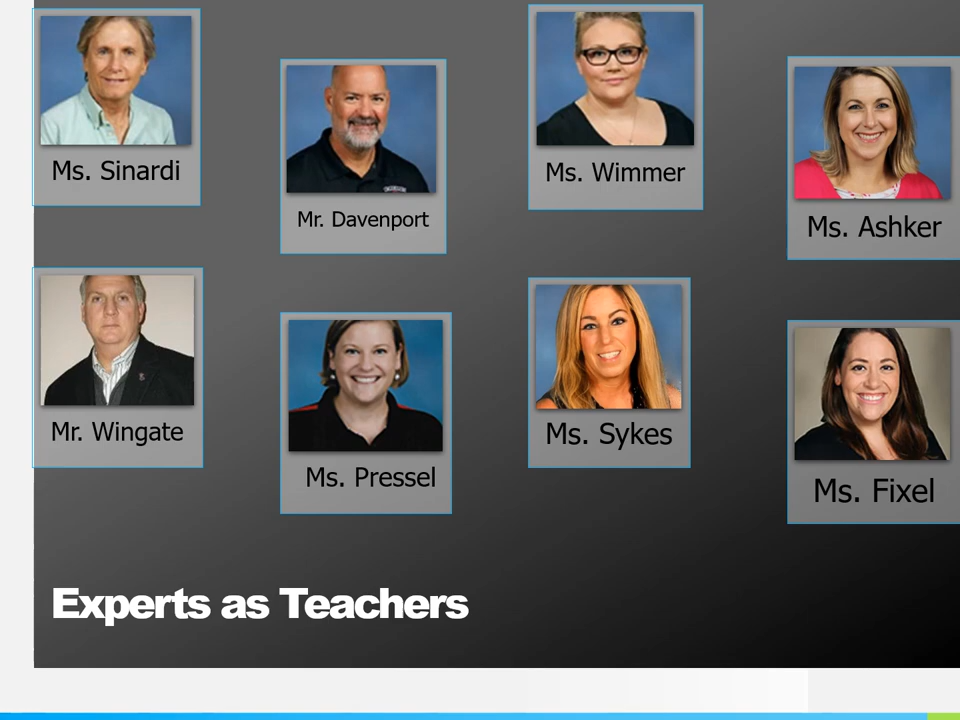 Ms. Sinardi
Mr. Davenport
Ms. Wimmer
Ms. Ashker
Mr. Wingate
Ms. Pressel
Ms. Sykes
Ms. Fixel
Experts as Teachers